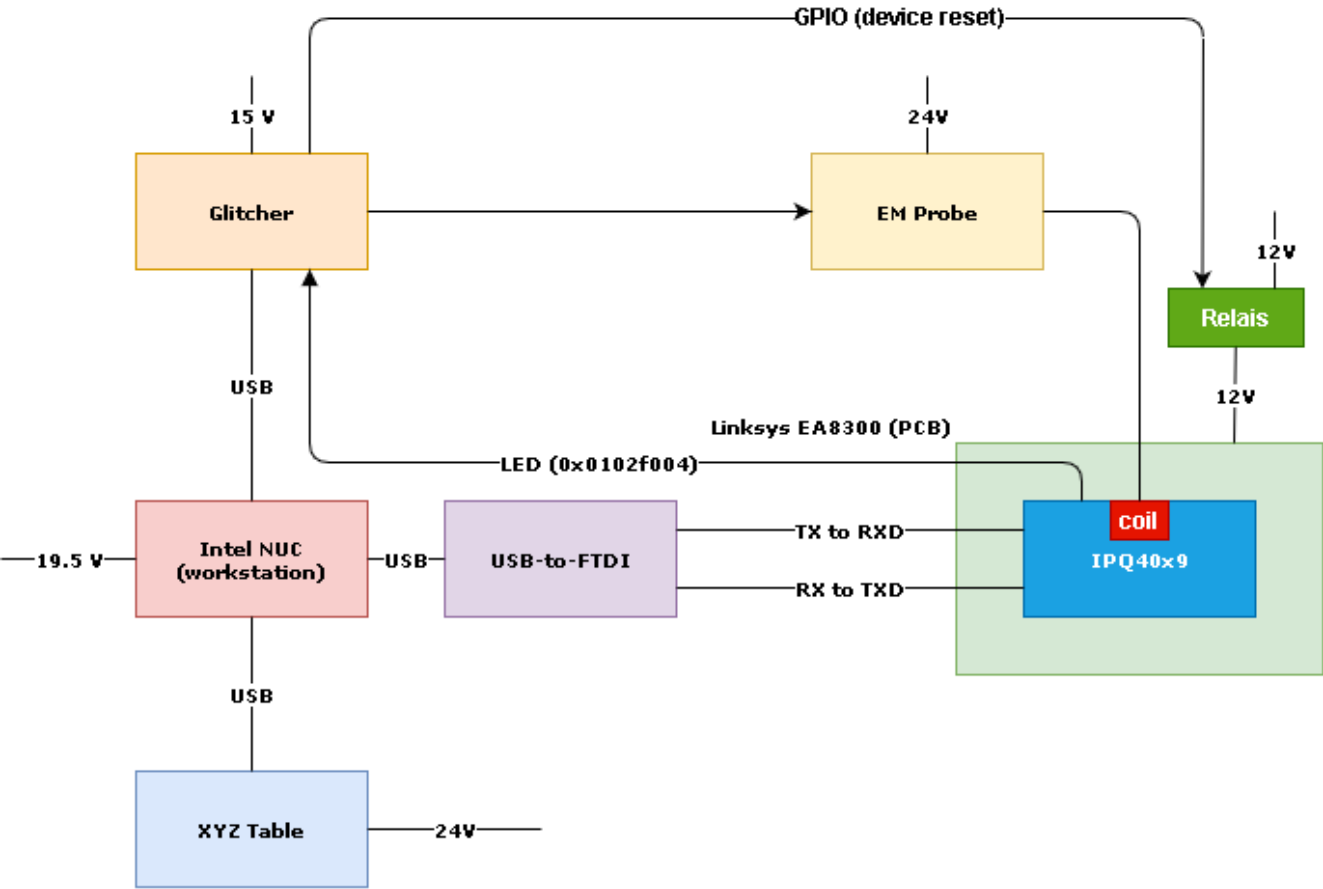 GPIO (device reset)
15 V
24V
Glitcher
EM Probe
12V
Relais
USB
12V
Linksys EA8300 (PCB)
LED (0x0102f004)
coil
TX to RXD
19.5 V
Intel NUC
(workstation)
USB
USB-to-FTDI
IPQ40x9
RX to TXD
USB
XYZ Table
24V